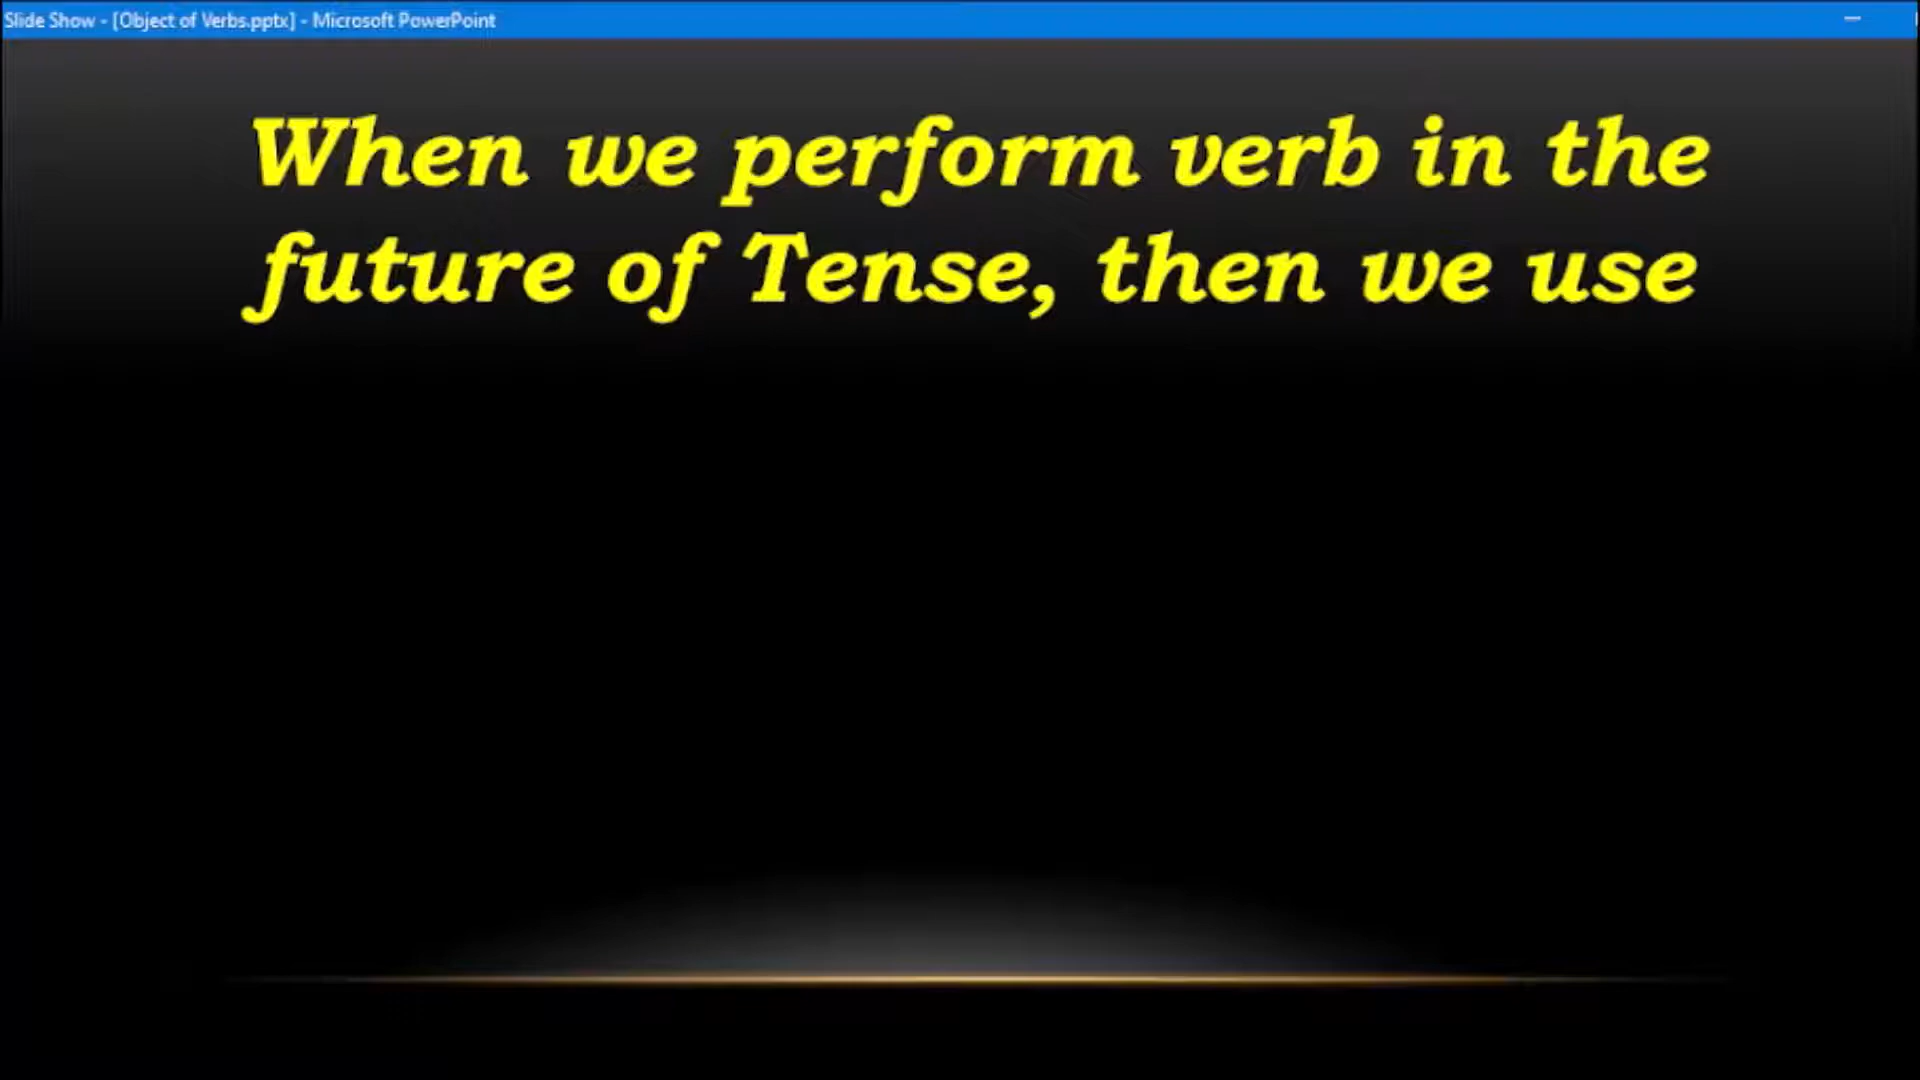 Slide Show - [Object of Verbs.pptx] - Microsoft PowerPoint
When we perform verb in the
future of Tense, then we use